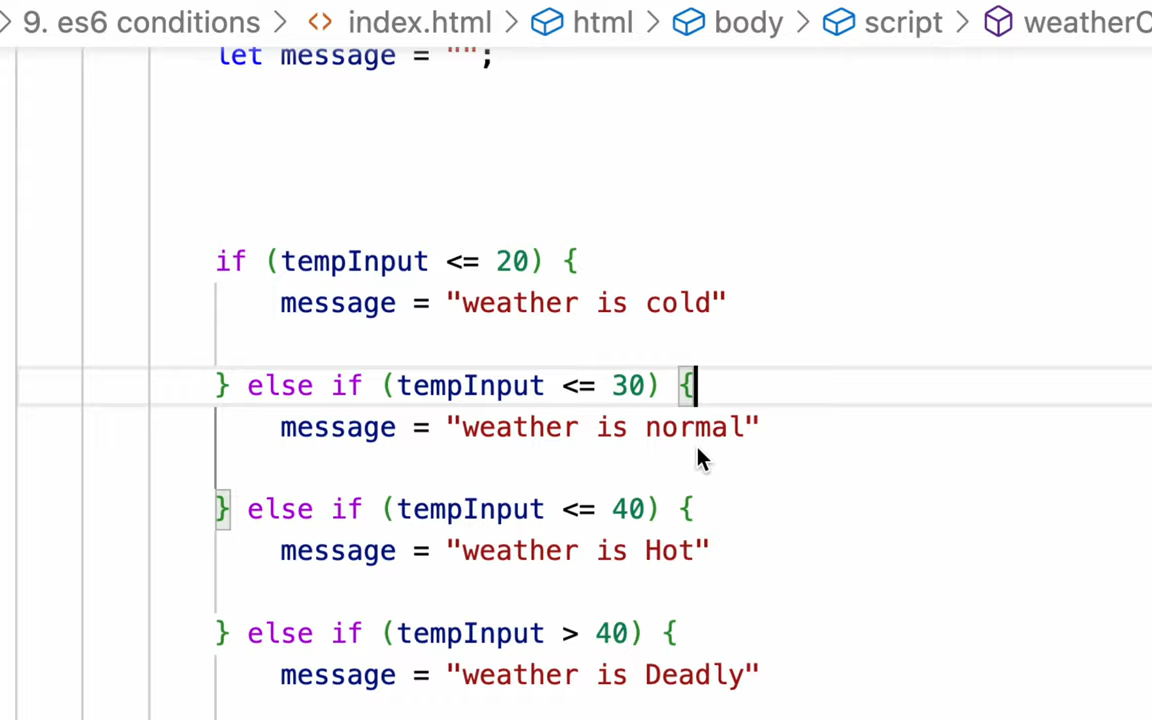 9. es6 conditions > <> index.html > html > body > script > weatherC
let message = "";
if (tempInput <= 20) {
message = "weather is cold"
} else if (tempInput <= 30) {
message = "weather is normal"
} else if (tempInput <= 40) {
message = "weather is Hot"
} else if (tempInput > 40) {
message = "weather is Deadly"